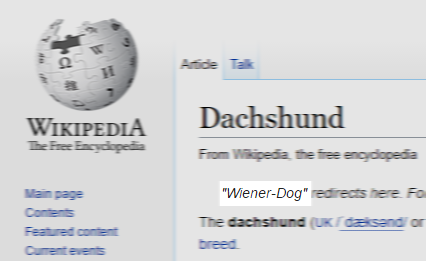 Article Talk
WIKIPEDIA
The Free Encyclopedia
Dachshund
From Wikipedia, the free encyclopedia
"Wiener-Dog" redirects here. Fo
The dachshund (UK /ˈdæksənd/ or
breed.
Main page
Contents
Featured content
Current events
Ω
W
И